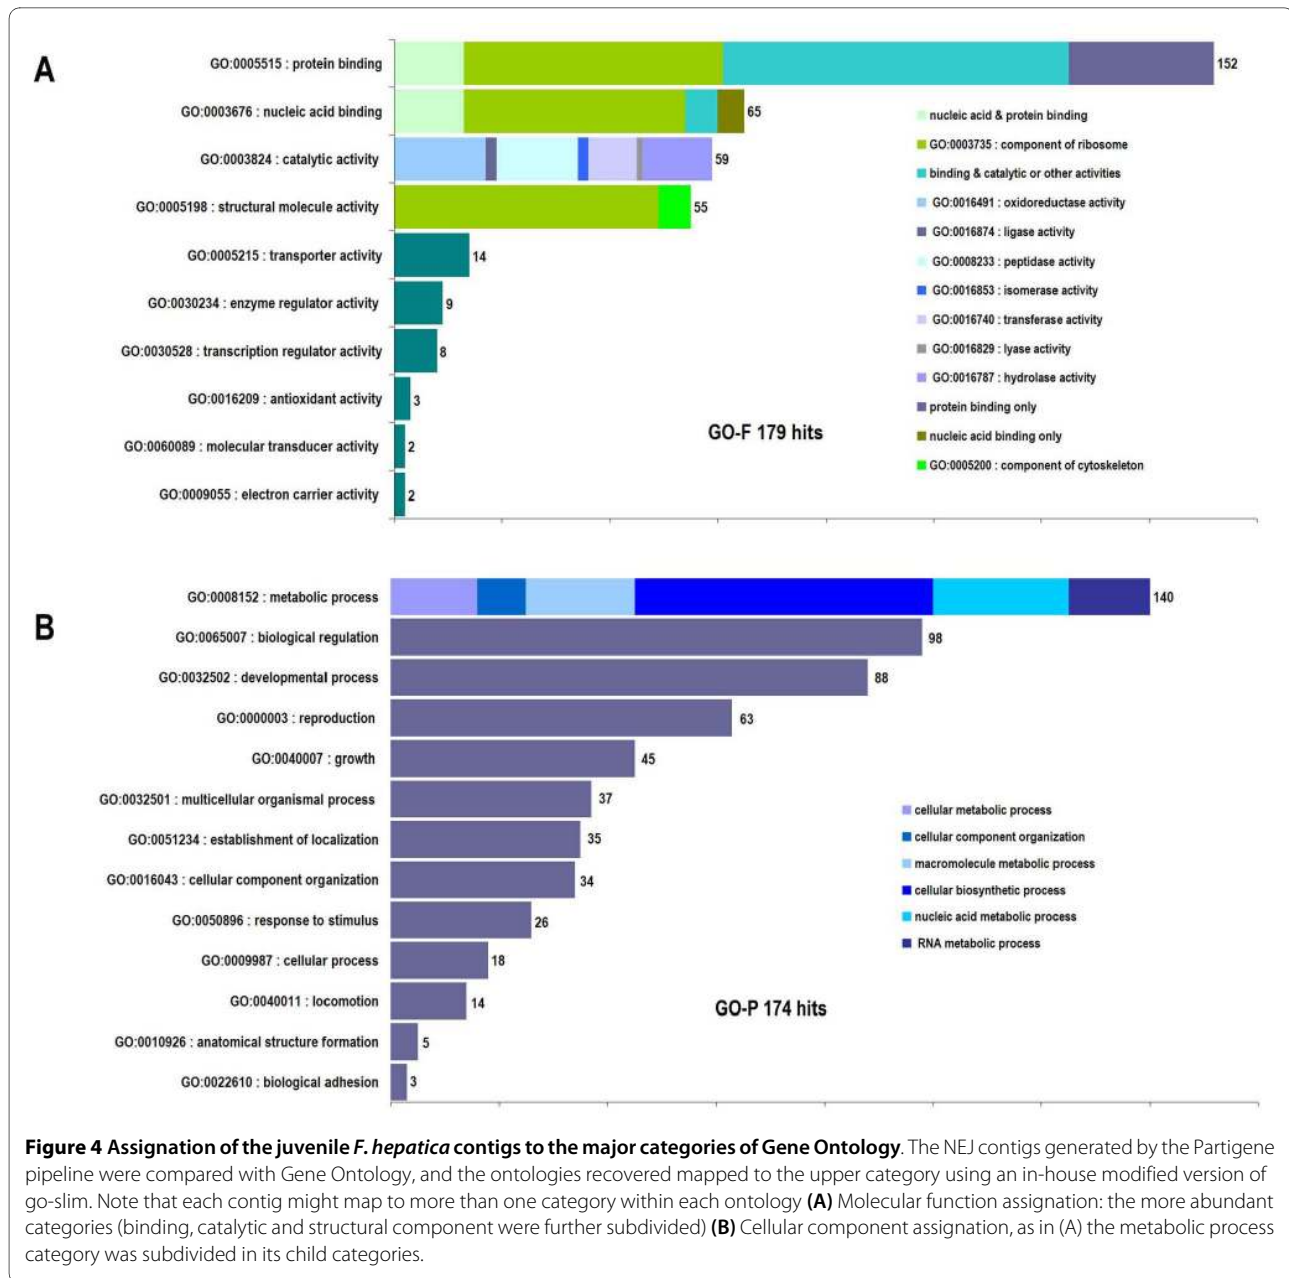 A
GO:0005515 : protein binding
152
GO:0003676 : nucleic acid binding
65
GO:0003824 : catalytic activity
59
GO:0005198 : structural molecule activity
55
GO:0005215 : transporter activity
14
GO:0030234 : enzyme regulator activity
9
GO:0030528 : transcription regulator activity
8
GO:0016209 : antioxidant activity
3
GO:0060089 : molecular transducer activity
2
GO:0009055 : electron carrier activity
2
nucleic acid & protein binding
GO:0003735 : component of ribosome
binding & catalytic or other activities
GO:0016491 : oxidoreductase activity
GO:0016874 : ligase activity
GO:0008233 : peptidase activity
GO:0016853 : isomerase activity
GO:0016740 : transferase activity
GO:0016829 : lyase activity
GO:0016787 : hydrolase activity
protein binding only
nucleic acid binding only
GO:0005200 : component of cytoskeleton
GO-F 179 hits
B
GO:0008152 : metabolic process
140
GO:0065007 : biological regulation
98
GO:0032502 : developmental process
88
GO:0000003 : reproduction
63
GO:0040007 : growth
45
GO:0032501 : multicellular organismal process
37
GO:0051234 : establishment of localization
35
GO:0016043 : cellular component organization
34
GO:0050896 : response to stimulus
26
GO:0009987 : cellular process
18
GO:0040011 : locomotion
14
GO:0010926 : anatomical structure formation
5
GO:0022610 : biological adhesion
3
cellular metabolic process
cellular component organization
macromolecule metabolic process
cellular biosynthetic process
nucleic acid metabolic process
RNA metabolic process
GO-P 174 hits
Figure 4 Assignation of the juvenile F. hepatica contigs to the major categories of Gene Ontology. The NEJ contigs generated by the Partigene
pipeline were compared with Gene Ontology, and the ontologies recovered mapped to the upper category using an in-house modified version of
go-slim. Note that each contig might map to more than one category within each ontology (A) Molecular function assignation: the more abundant
categories (binding, catalytic and structural component were further subdivided) (B) Cellular component assignation, as in (A) the metabolic process
category was subdivided in its child categories.